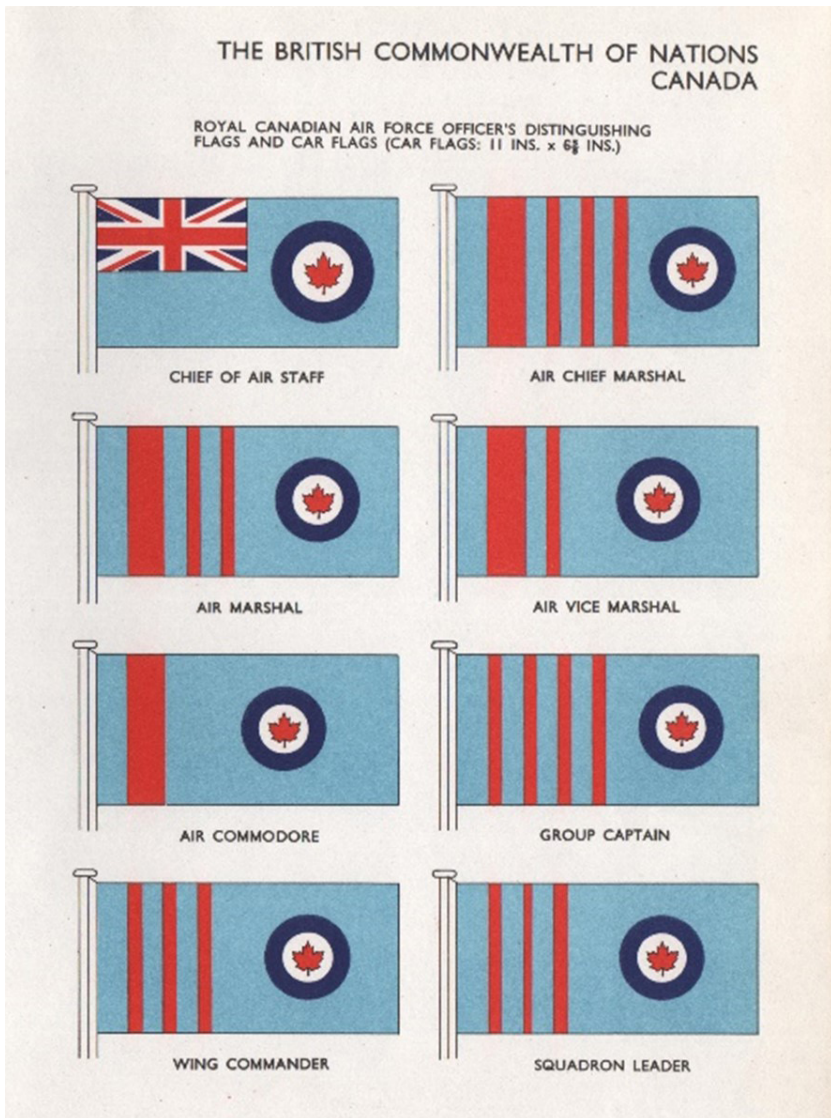 THE BRITISH COMMONWEALTH OF NATIONS
CANADA
ROYAL CANADIAN AIR FORCE OFFICER'S DISTINGUISHING
FLAGS AND CAR FLAGS (CAR FLAGS: 11 INS. x 6¾ INS.)
CHIEF OF AIR STAFF
AIR CHIEF MARSHAL
AIR MARSHAL
AIR VICE MARSHAL
AIR COMMODORE
GROUP CAPTAIN
WING COMMANDER
SQUADRON LEADER